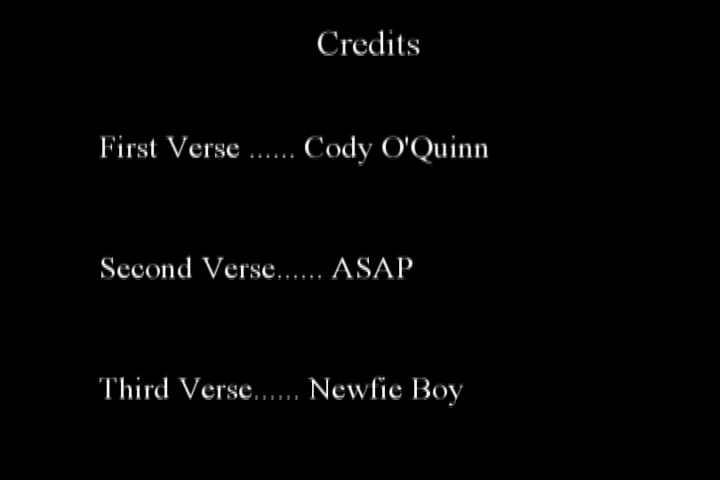 Credits
First Verse ...... Cody O'Quinn
Second Verse...... ASAP
Third Verse...... Newfie Boy